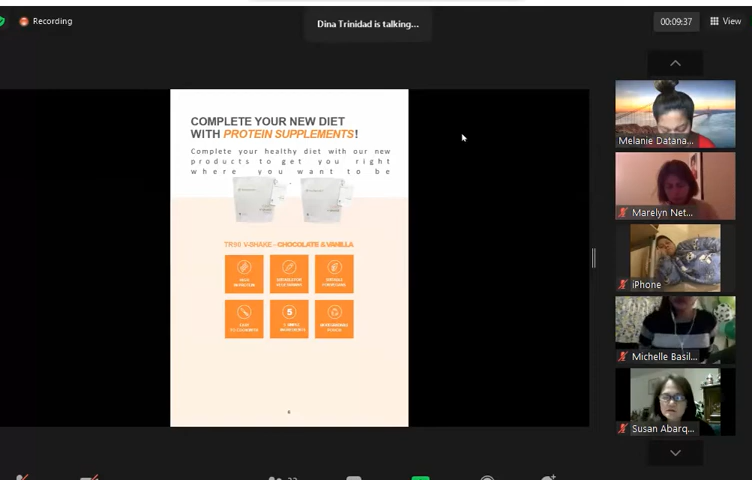 Recording
Dina Trinidad is talking...
00:09:37
View
COMPLETE YOUR NEW DIET
WITH PROTEIN SUPPLEMENTS!
Complete your healthy diet with our new
products to get you right
where you want to be
TR90 V-SHAKE - CHOCOLATE & VANILLA
5
Melanie Datana...
Marelyn Net...
iPhone
Michelle Basil...
Susan Abarq...